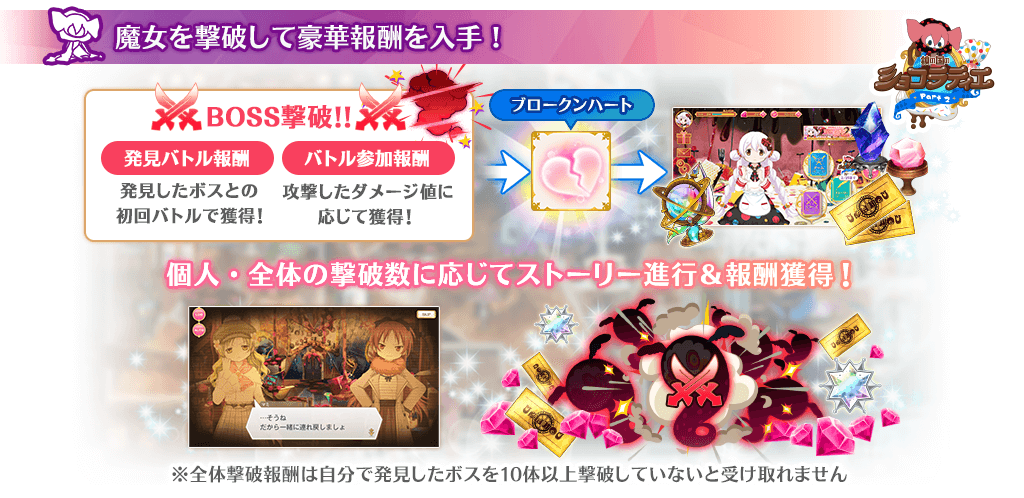 魔女を撃破して豪華報酬を入手！
ショコラティエ
Part 2
BOSS撃破!!
ブロークンハート
発見バトル報酬
バトル参加報酬
発見したボスとの
初回バトルで獲得！
攻撃したダメージ値に
応じて獲得！
個人・全体の撃破数に応じてストーリー進行＆報酬獲得！
…そうね
だから一緒に連れ戻しましょ
※全体撃破報酬は自分で発見したボスを10体以上撃破していないと受け取れません